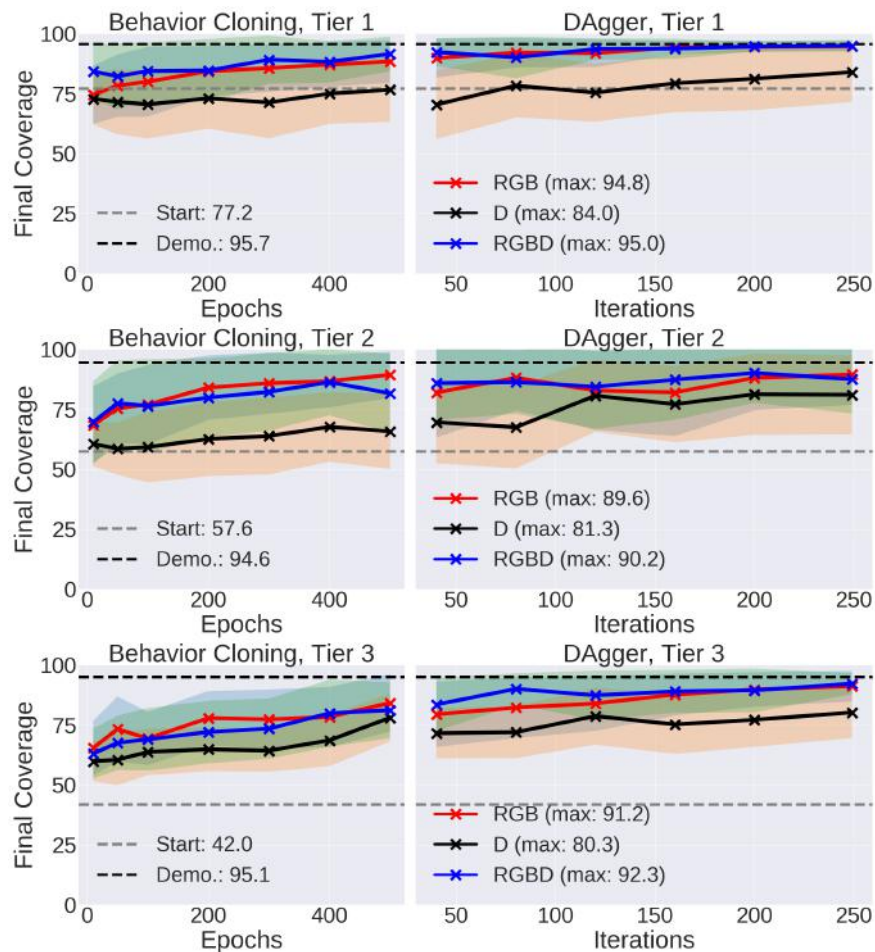 Behavior Cloning, Tier 1
DAgger, Tier 1
Final Coverage
100
75
50
25
0
Start: 77.2
Demo.: 95.7
RGB (max: 94.8)
D (max: 84.0)
RGBD (max: 95.0)
0 200 400
50 100 150 200 250
Epochs
Iterations
Behavior Cloning, Tier 2
DAgger, Tier 2
Final Coverage
100
75
50
25
0
Start: 57.6
Demo.: 94.6
RGB (max: 89.6)
D (max: 81.3)
RGBD (max: 90.2)
0 200 400
50 100 150 200 250
Epochs
Iterations
Behavior Cloning, Tier 3
DAgger, Tier 3
Final Coverage
100
75
50
25
0
Start: 42.0
Demo.: 95.1
RGB (max: 91.2)
D (max: 80.3)
RGBD (max: 92.3)
0 200 400
50 100 150 200 250
Epochs
Iterations